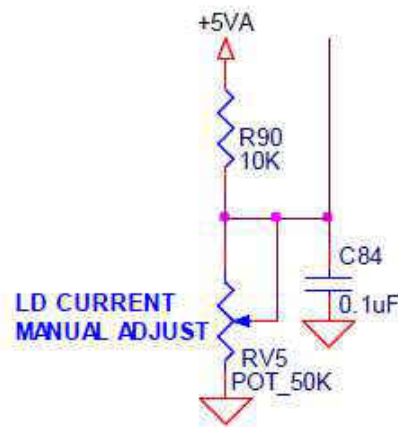 +5VA
R90
10K
C84
0.1uF
LD CURRENT
MANUAL ADJUST
RV5
POT_50K